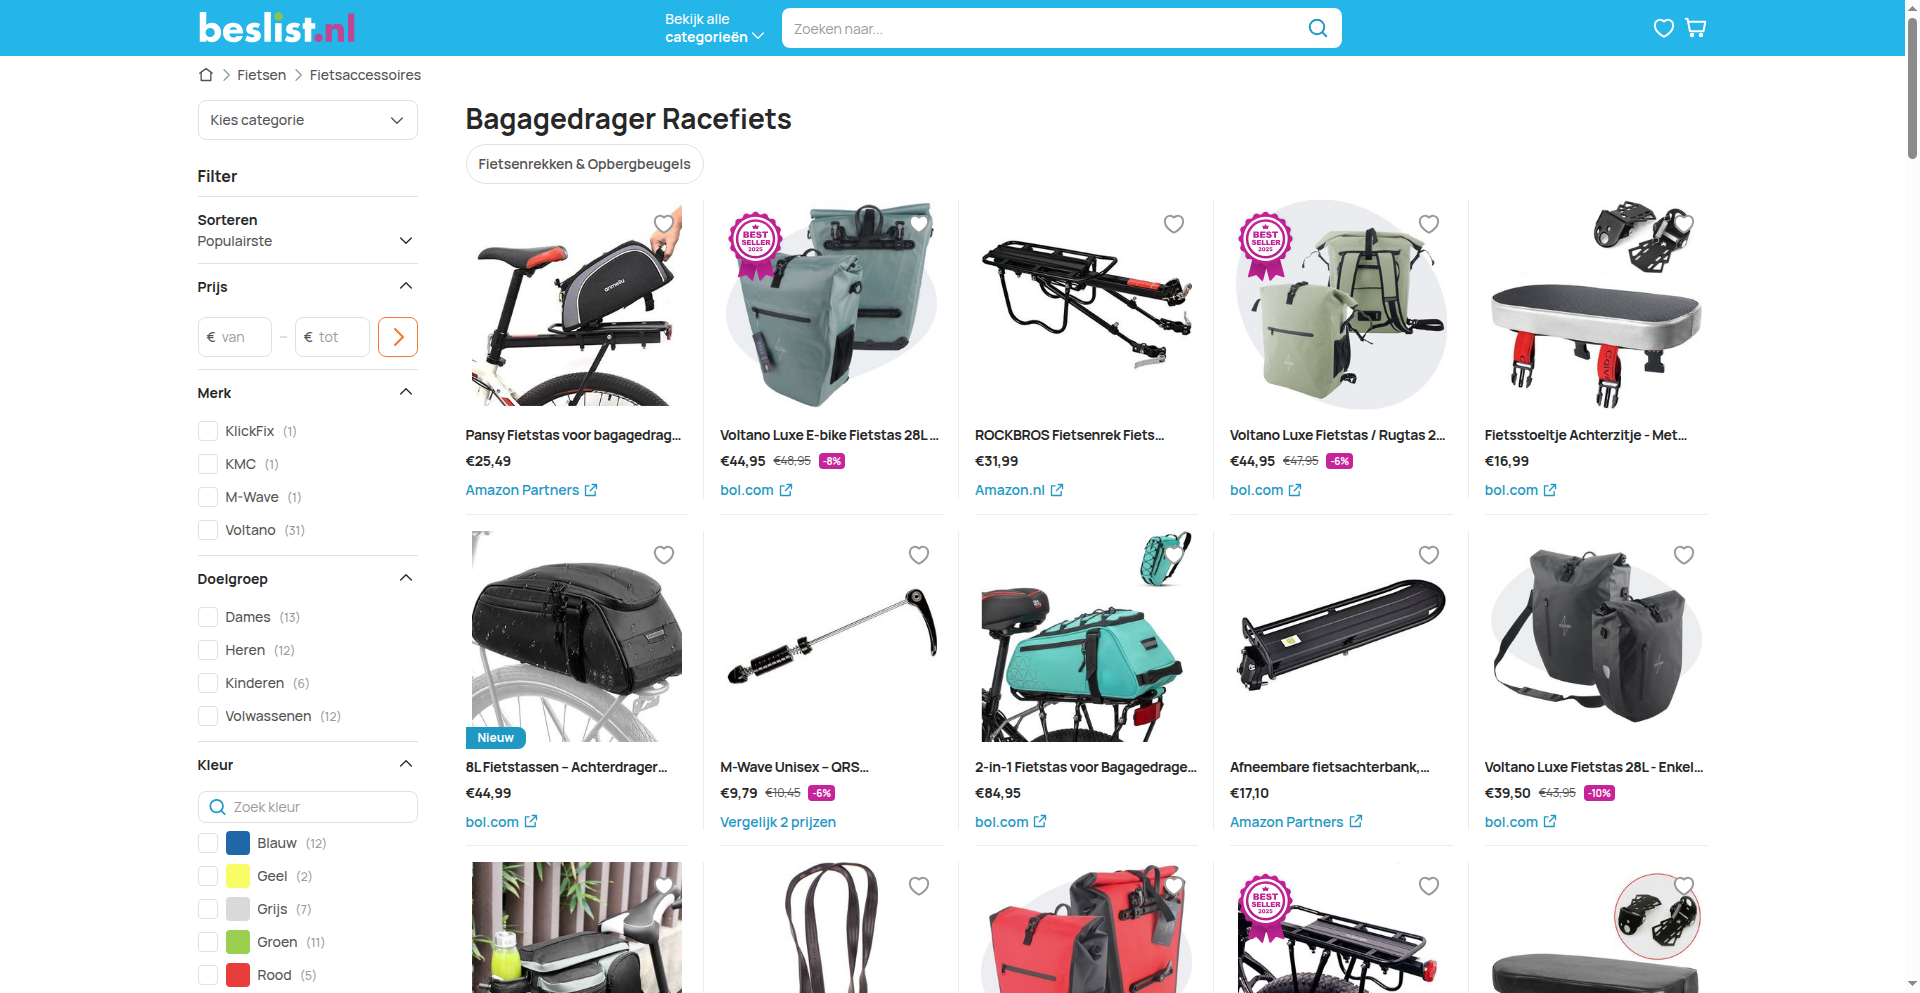 beslist.nl
Bekijk alle
categorieën
Zoeken naar...
Fietsen
Fietsaccessoires
Kies categorie
Filter
Sorteren
Populairste
Prijs
€ van
–
€ tot
Merk
KlickFix (1)
KMC (1)
M-Wave (1)
Voltano (31)
Doelgroep
Dames (13)
Heren (12)
Kinderen (6)
Volwassenen (12)
Kleur
Zoek kleur
Blauw (12)
Geel (2)
Grijs (7)
Groen (11)
Rood (5)
Bagagedrager Racefiets
Fietsenrekken & Opbergbeugels
anmeilu
Pansy Fietstas voor bagagedrag...
€25,49
Amazon Partners
BEST
SELLER
2025
Voltano Luxe E-bike Fietstas 28L ...
€44,95 €48,95 -8%
bol.com
ROCKBROS Fietsenrek Fiets...
€31,99
Amazon.nl
BEST
SELLER
2025
Voltano Luxe Fietstas / Rugtas 2...
€44,95 €47,95 -6%
bol.com
Fietsstoeltje Achterzitje - Met...
€16,99
bol.com
Nieuw
8L Fietstassen – Achterdrager...
€44,99
bol.com
M-Wave Unisex – QRS...
€9,79 €10,45 -6%
Vergelijk 2 prijzen
2-in-1 Fietstas voor Bagagedrage...
€84,95
bol.com
Afneembare fietsachterbank,...
€17,10
Amazon Partners
Voltano Luxe Fietstas 28L - Enkel...
€39,50 €43,95 -10%
bol.com
BEST
SELLER
2025